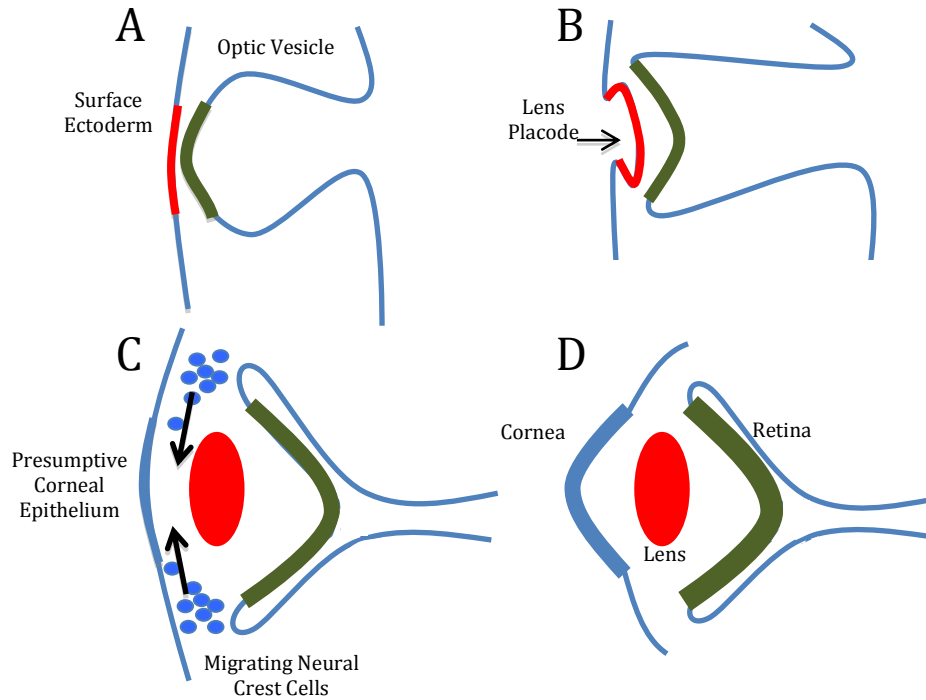 A
Optic Vesicle
Surface
Ectoderm
B
Lens
Placode
C
Presumptive
Corneal
Epithelium
Migrating Neural
Crest Cells
D
Cornea
Retina
Lens